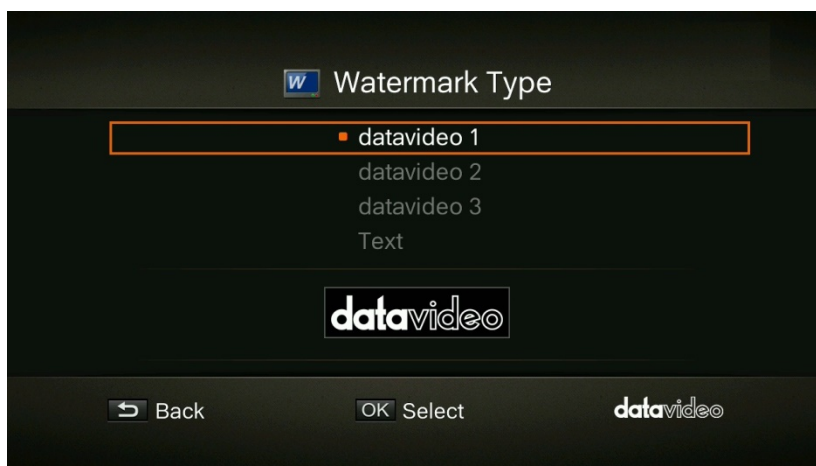 W Watermark Type
datavideo 1
datavideo 2
datavideo 3
Text
datavideo
Back OK Select datavideo